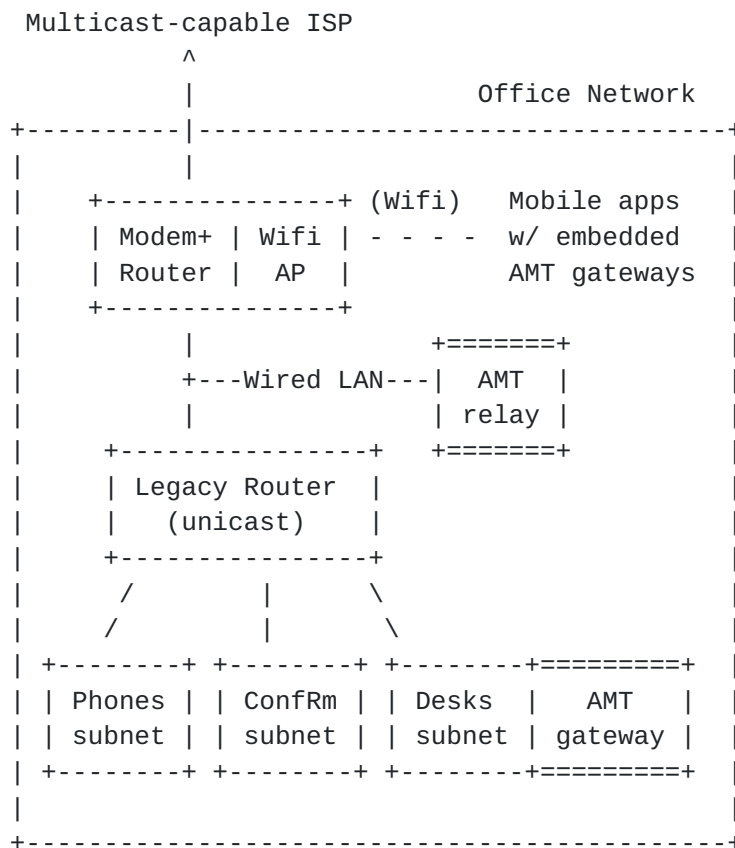 Multicast-capable ISP
Office Network
(Wifi) Mobile apps
Modem+ Wifi w/ embedded
Router AP AMT gateways
Wired LAN AMT
relay
Legacy Router
(unicast)
Phones ConfRm Desks AMT
subnet subnet subnet gateway